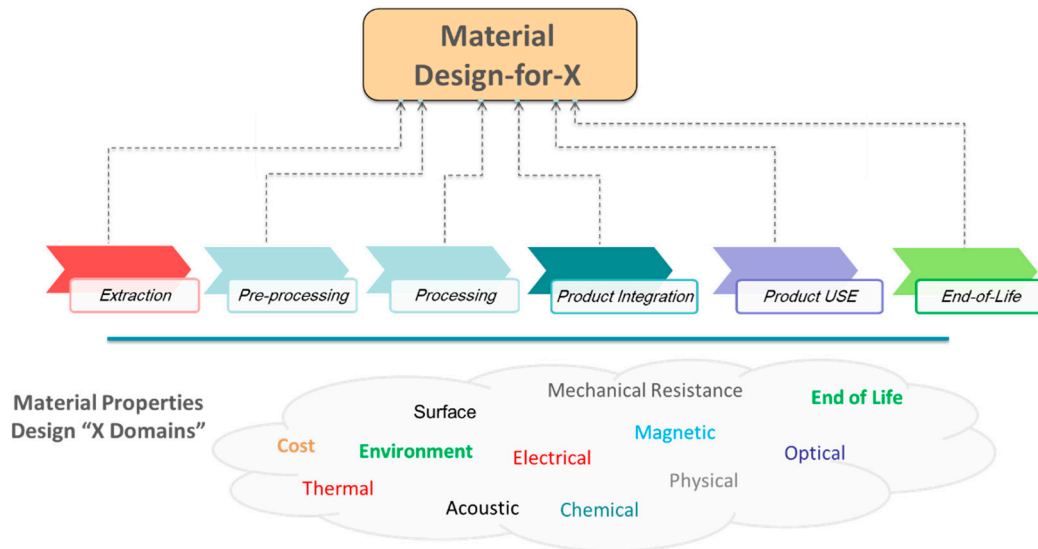 Material
Design-for-X
Extraction
Pre-processing
Processing
Product Integration
Product USE
End-of-Life
Material Properties
Design “X Domains”
Mechanical Resistance
End of Life
Surface
Magnetic
Cost
Environment
Electrical
Optical
Thermal
Physical
Acoustic
Chemical